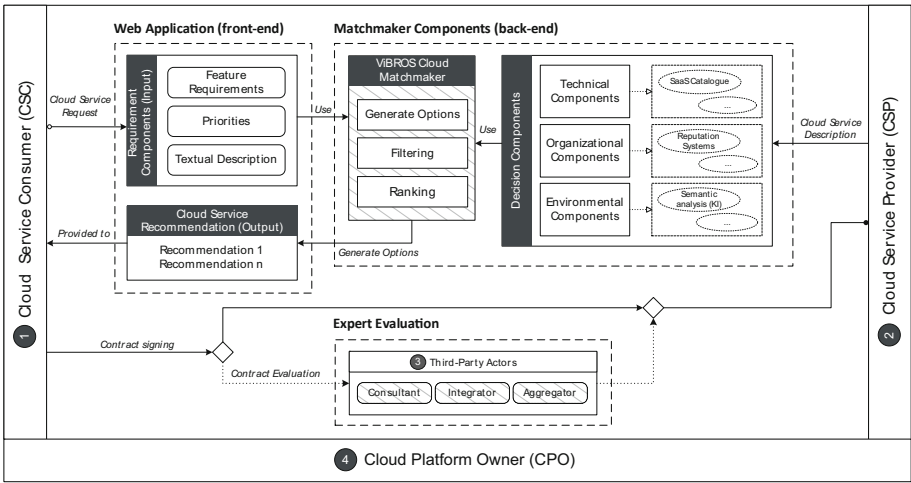 Web Application (front-end)
Matchmaker Components (back-end)
1 Cloud Service Consumer (CSC)
Cloud Service
Request
Requirement
Components (Input)
Feature
Requirements
Priorities
Textual Description
Use
ViBROS Cloud
Matchmaker
Generate Options
Filtering
Ranking
Use
Decision Components
Technical
Components
SaaS Catalogue
...
Organizational
Components
Reputation
Systems
...
Environmental
Components
Semantic
analysis (KI)
...
Cloud Service
Description
2 Cloud Service Provider (CSP)
Provided to
Cloud Service
Recommendation (Output)
Recommendation 1
Recommendation n
Generate Options
Contract signing
Contract Evaluation
Expert Evaluation
3 Third-Party Actors
Consultant
Integrator
Aggregator
4 Cloud Platform Owner (CPO)